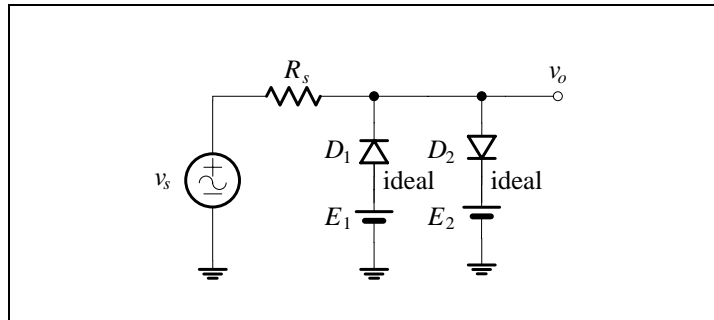 R_s
v_o
D_1
D_2
v_s
ideal
ideal
E_1
E_2